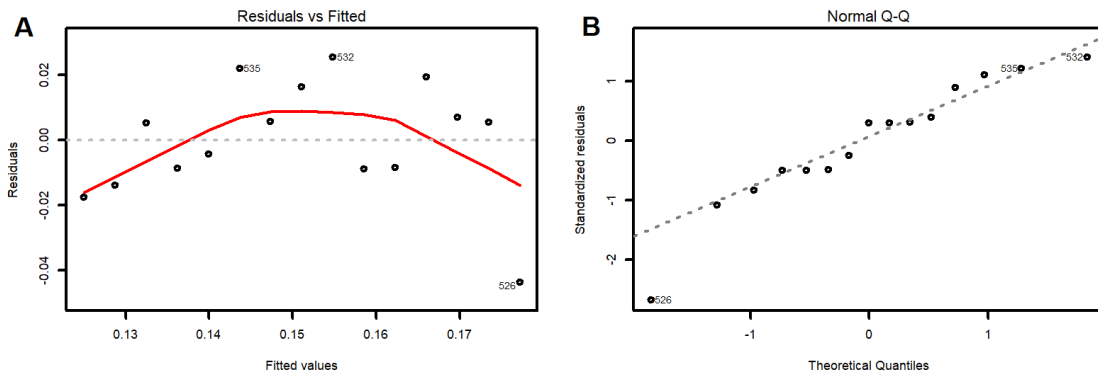 A
Residuals vs Fitted
Residuals
0.02
0.00
-0.02
-0.04
535
532
526
0.13
0.14
0.15
0.16
0.17
Fitted values
B
Normal Q-Q
Standardized residuals
1
0
-1
-2
535
532
526
-1
0
1
Theoretical Quantiles